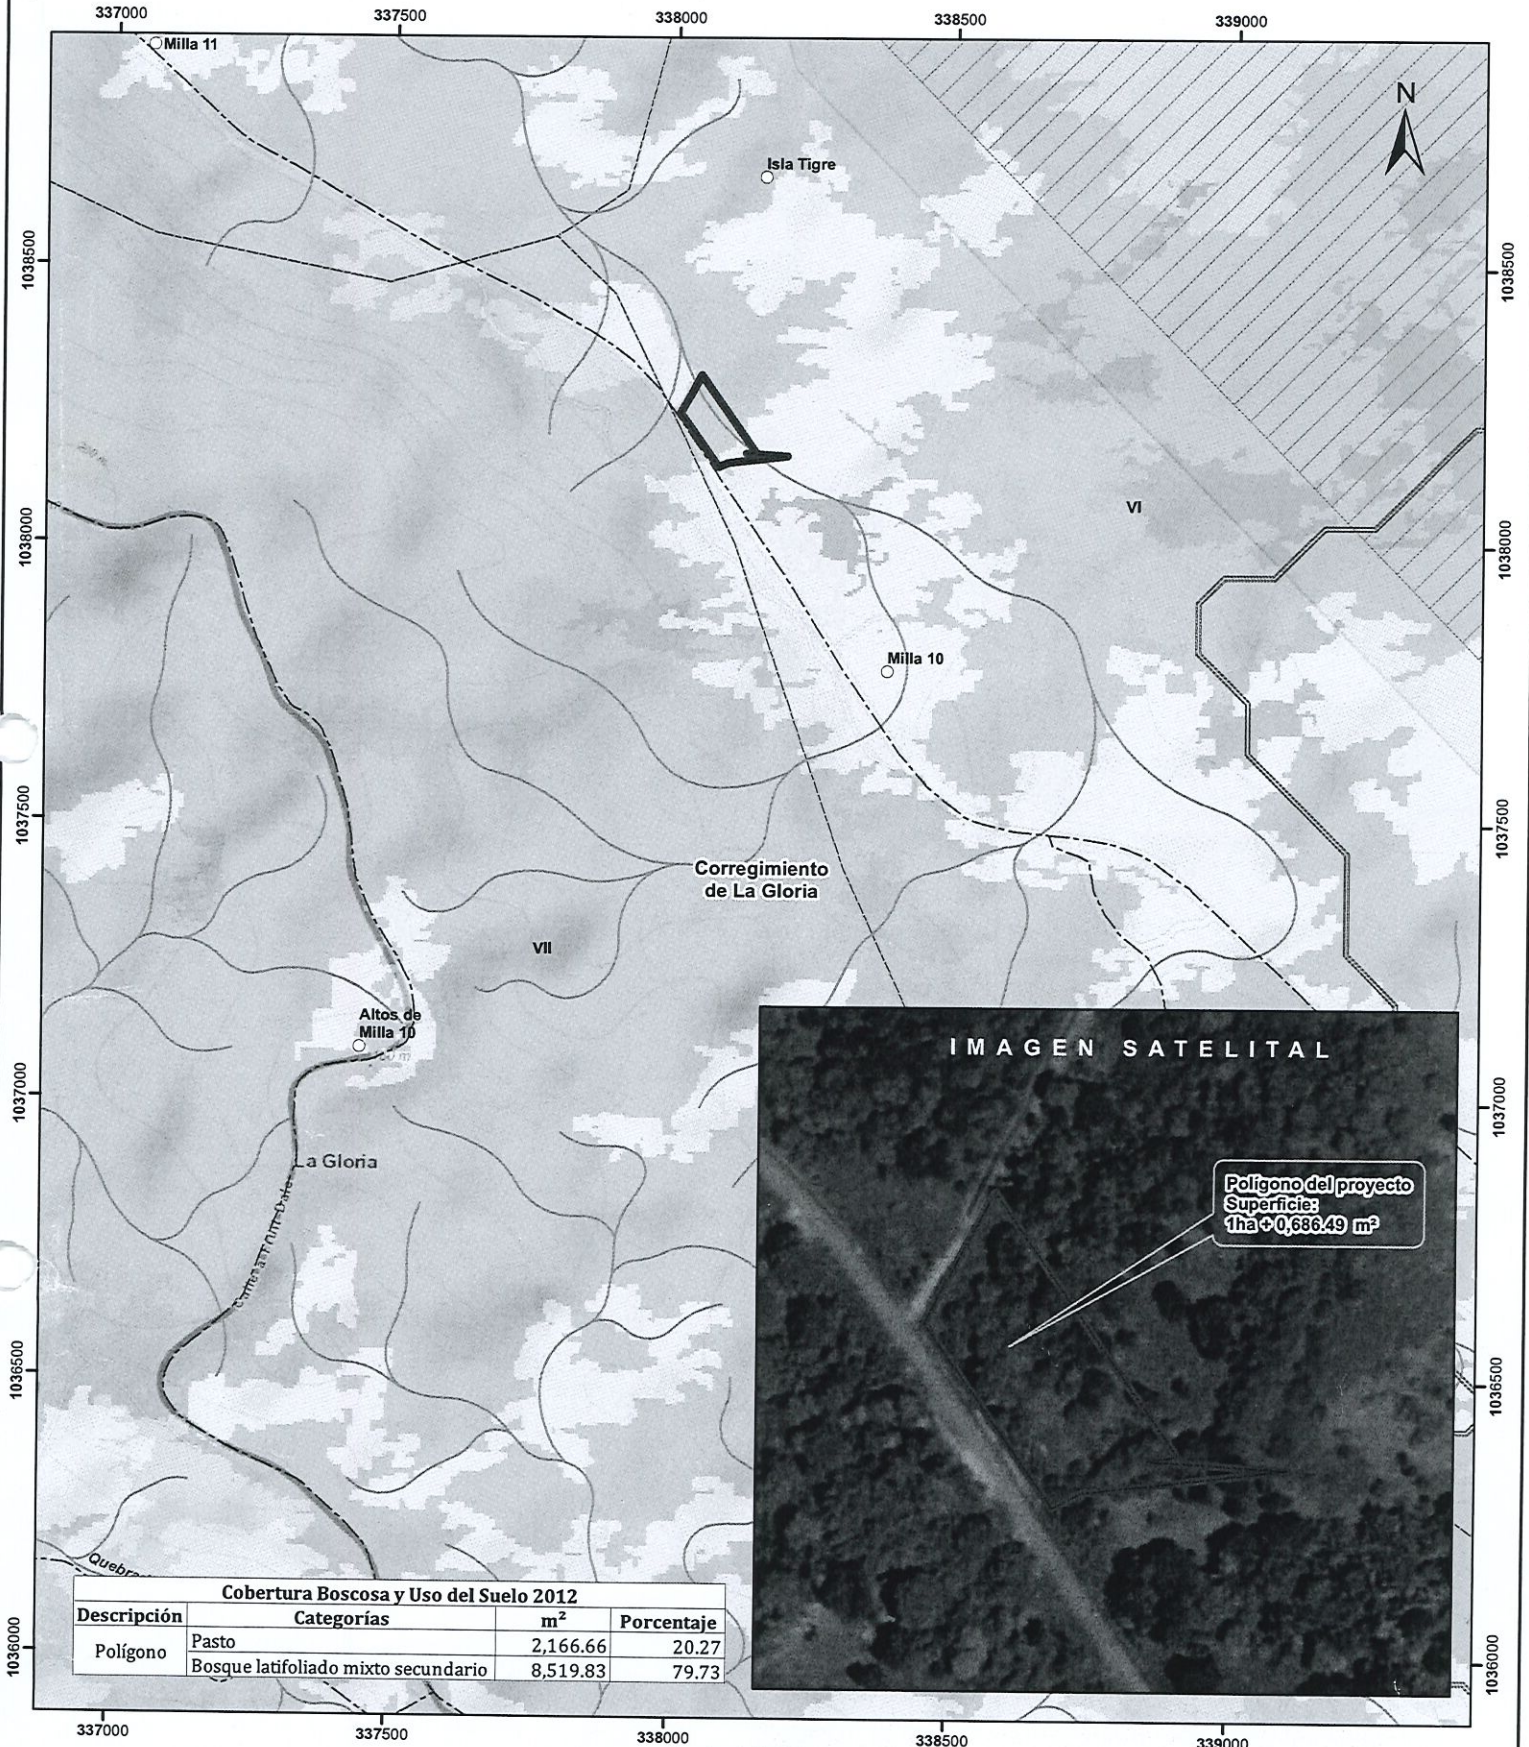 337000 337500 338000 338500 339000
Milla 11
N
Isla Tigre
1038500
1038500
VI
1038000
1038000
Milla 10
1037500
1037500
Corregimiento
de La Gloria
VII
Altos de
Milla 10
IMAGEN SATELITAL
1037000
1037000
La Gloria
Polígono del proyecto
Superficie:
1ha + 0,686.49 m²
1036500
1036500
Cobertura Boscosa y Uso del Suelo 2012
Descripción Categorías m² Porcentaje
Polígono Pasto 2,166.66 20.27
Bosque latifoliado mixto secundario 8,519.83 79.73
1036000
1036000
337000 337500 338000 338500 339000